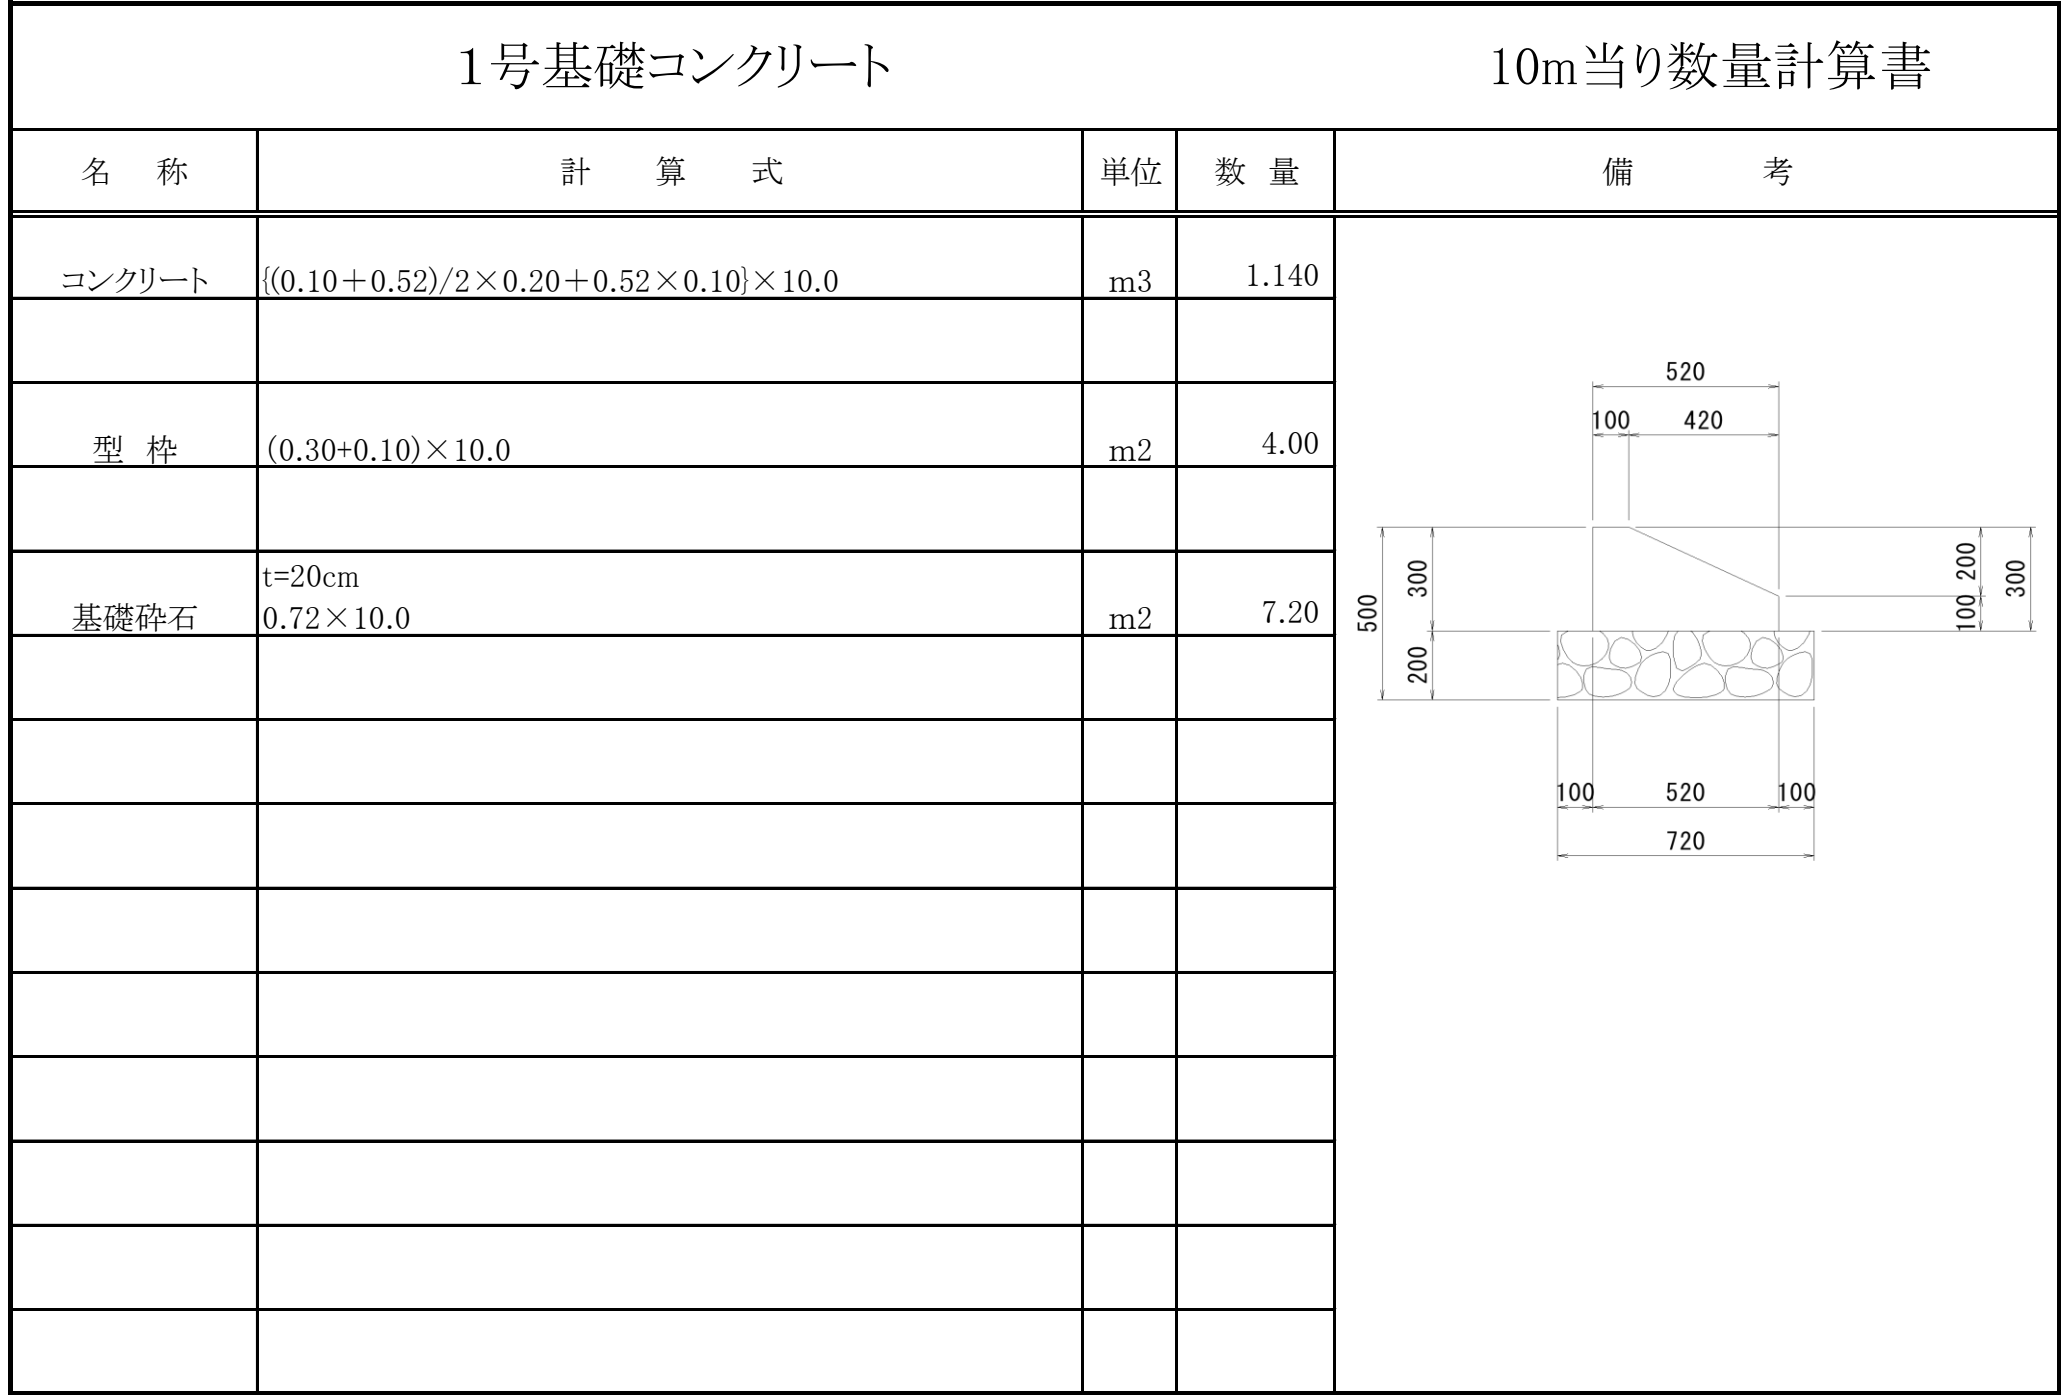 １号基礎コンクリート 10m当り数量計算書
名 称 計 算 式 単位 数 量 備 考
コンクリート {(0.10＋0.52)/2×0.20＋0.52×0.10}×10.0 m3 1.140
型 枠 (0.30+0.10)×10.0 m2 4.00
t=20cm
基礎砕石 0.72×10.0 m2 7.20
520
100 420
500
300
200
200
100
300
100 520 100
720